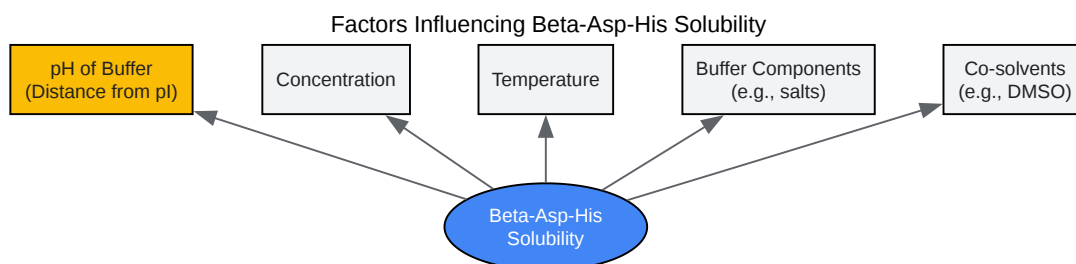 Factors Influencing Beta-Asp-His Solubility
pH of Buffer
(Distance from pI)
Concentration
Temperature
Buffer Components
(e.g., salts)
Co-solvents
(e.g., DMSO)
Beta-Asp-His
Solubility